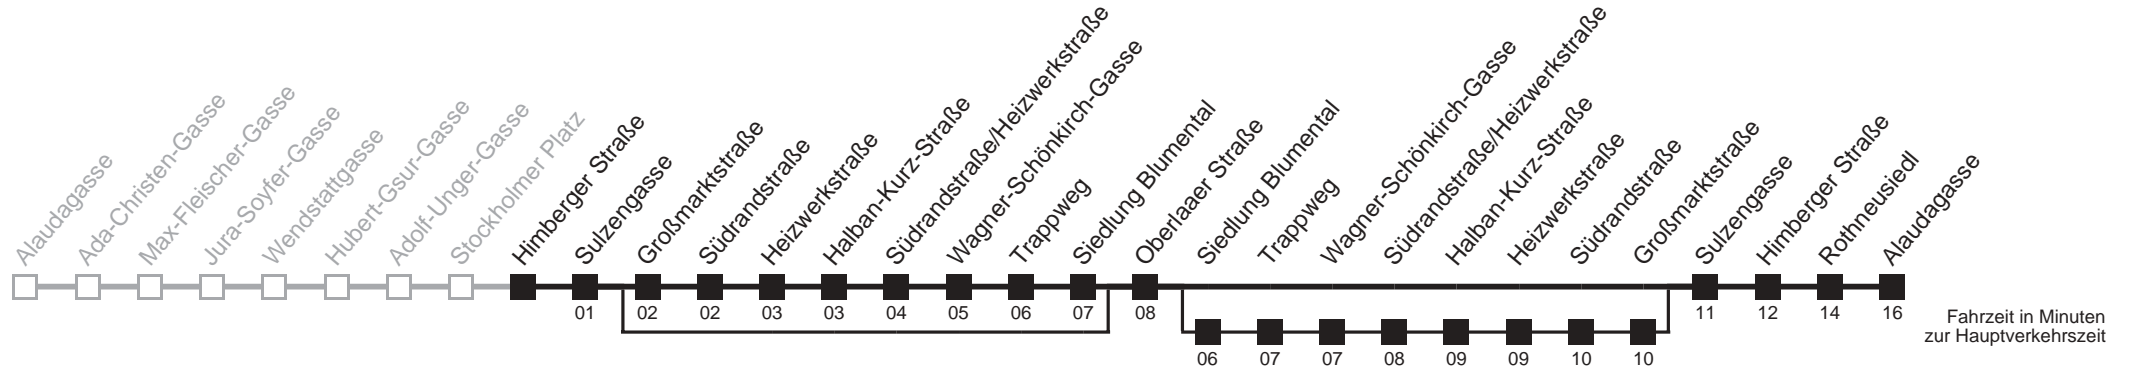 Alaudagasse
Ada-Christen-Gasse
Max-Fleischer-Gasse
Jura-Soyfer-Gasse
Wendstattgasse
Hubert-Gsur-Gasse
Adolf-Unger-Gasse
Stockholmer Platz
Himberger Straße
Sulzengasse
Großmarktstraße
Südrandstraße
Heizwerkstraße
Halban-Kurz-Straße
Südrandstraße/Heizwerkstraße
Wagner-Schönkirch-Gasse
Trappweg
Siedlung Blumental
Oberlaaer Straße
Siedlung Blumental
Trappweg
Wagner-Schönkirch-Gasse
Südrandstraße/Heizwerkstraße
Halban-Kurz-Straße
Heizwerkstraße
Südrandstraße
Großmarktstraße
Sulzengasse
Himberger Straße
Rothneusiedl
Alaudagasse
01 02 02 03 03 04 05 06 07 08 11 12 14 16
06 07 07 08 09 09 10 10
Fahrzeit in Minuten
zur Hauptverkehrszeit